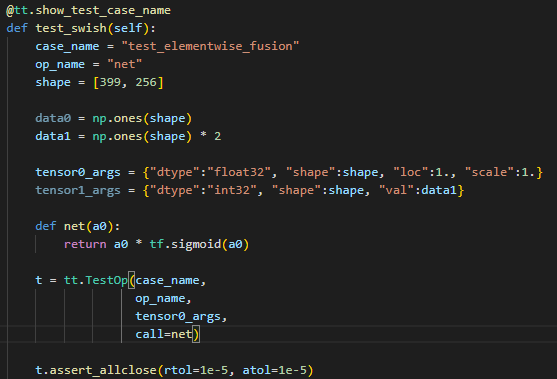 @tt.show_test_case_name
def test_swish(self):
    case_name = "test_elementwise_fusion"
    op_name = "net"
    shape = [399, 256]
    data0 = np.ones(shape)
    data1 = np.ones(shape) * 2
    tensor0_args = {"dtype":"float32", "shape":shape, "loc":1., "scale":1.}
    tensor1_args = {"dtype":"int32", "shape":shape, "val":data1}
    def net(a0):
        return a0 * tf.sigmoid(a0)
    t = tt.TestOp(case_name,
                  op_name,
                  tensor0_args,
                  call=net)
    t.assert_allclose(rtol=1e-5, atol=1e-5)